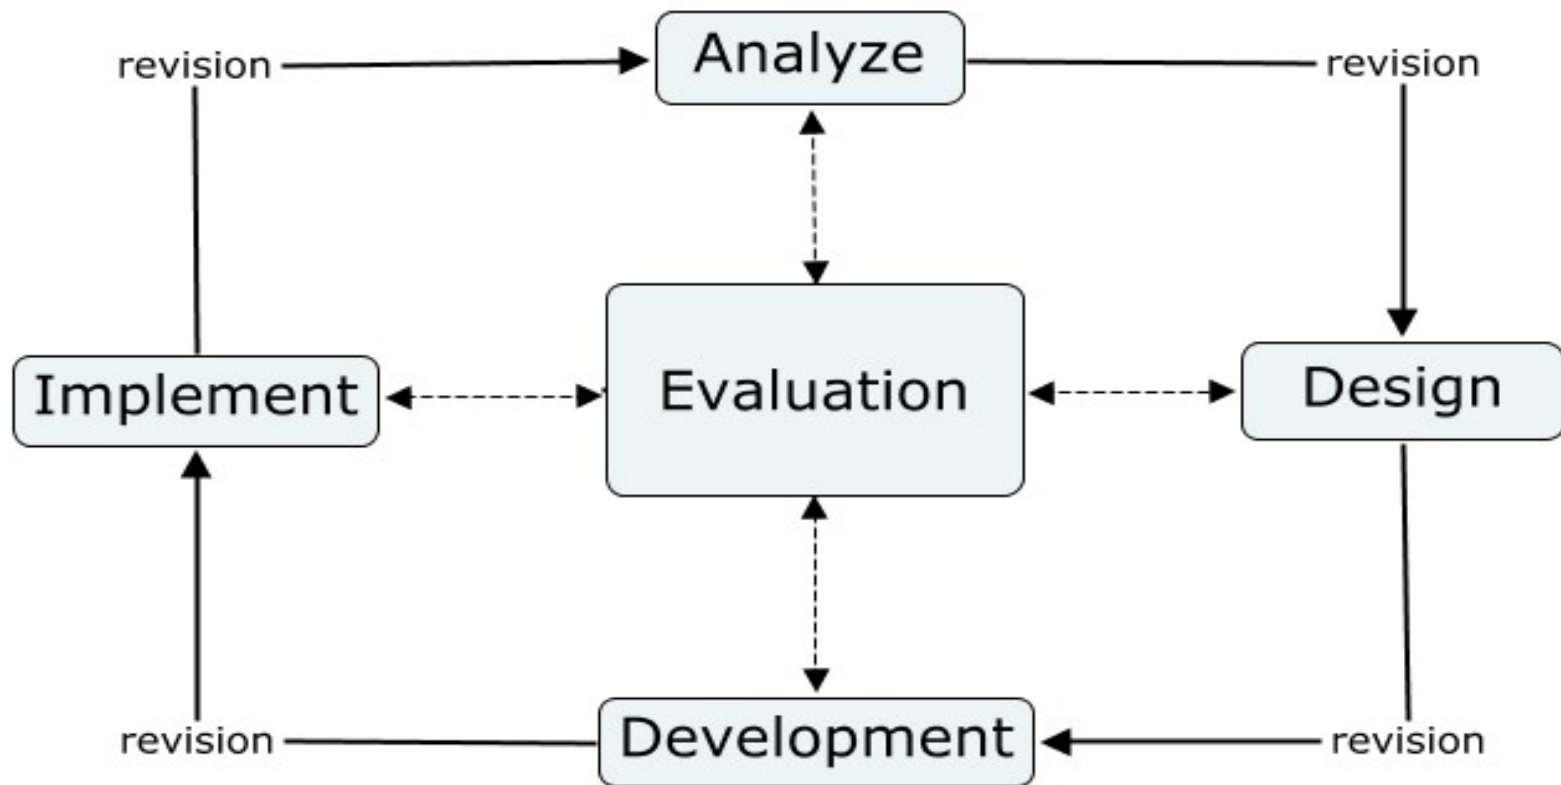 Analyze
revision
revision
Implement
Evaluation
Design
revision
Development
revision